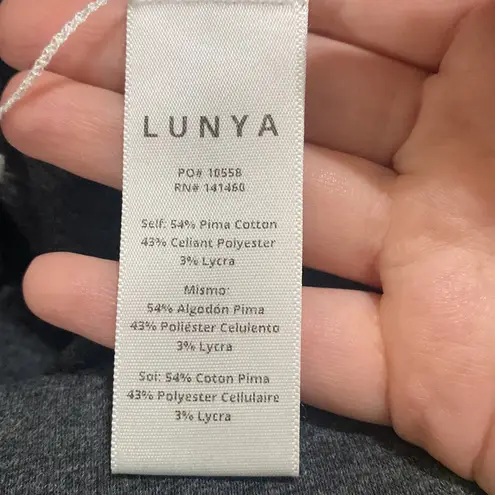 LUNYA
PO# 10558
RN# 141460
Self: 54% Pima Cotton
43% Celiant Polyester
3% Lycra
Mismo:
54% Algodón Pima
43% Poliéster Celulento
3% Lycra
Soi: 54% Coton Pima
43% Polyester Cellulaire
3% Lycra